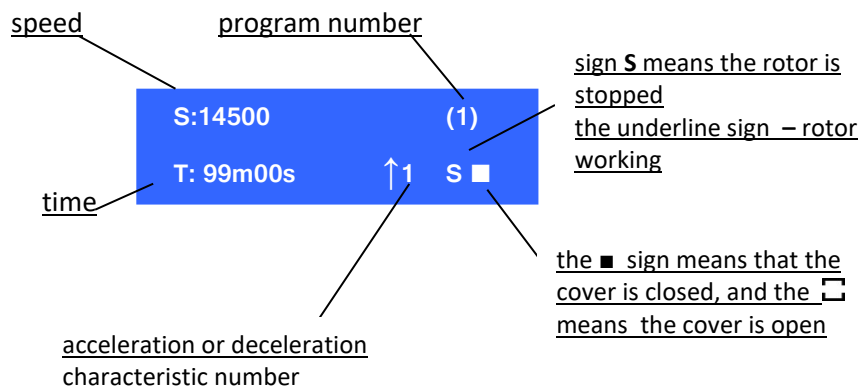 speed
program number
sign S means the rotor is
stopped
the underline sign – rotor
working
S:14500 (1)
T: 99m00s ↑1 S ■
time
the ■ sign means that the
cover is closed, and the ⛶
means the cover is open
acceleration or deceleration
characteristic number